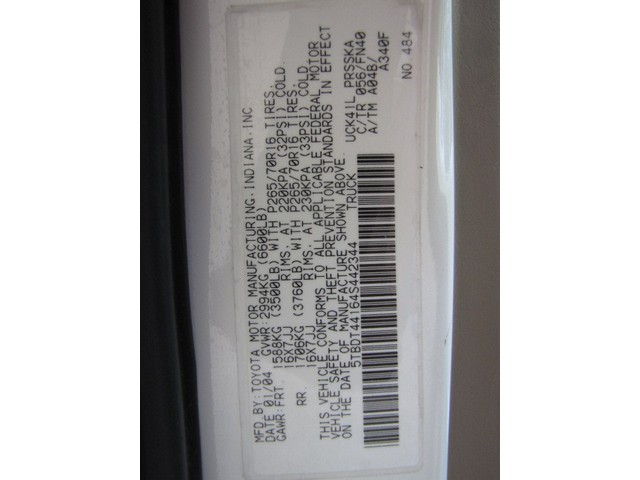 MFD.BY:TOYOTA MOTOR MANUFACTURING.INDIANA.INC
DATE 01/04 GVWR:2994KG (6600LB)
GAWR:FRT. 1588KG (3500LB) WITH P265/70R16 TIRES.
16X7JJ RIMS. AT 220KPA (32PSI) COLD.
RR. 1706KG (3760LB) WITH P265/70R16 TIRES.
16X7JJ RIMS. AT 230KPA (33PSI) COLD
THIS VEHICLE CONFORMS TO ALL APPLICABLE FEDERAL MOTOR
VEHICLE SAFETY AND THEFT PREVENTION STANDARDS IN EFFECT
ON THE DATE OF MANUFACTURE SHOWN ABOVE.
5TBDT44164S442344 TRUCK
UCK41L PRSSKA
C/TR 056/FN40
A/TM A04B/
A340F
NO.484